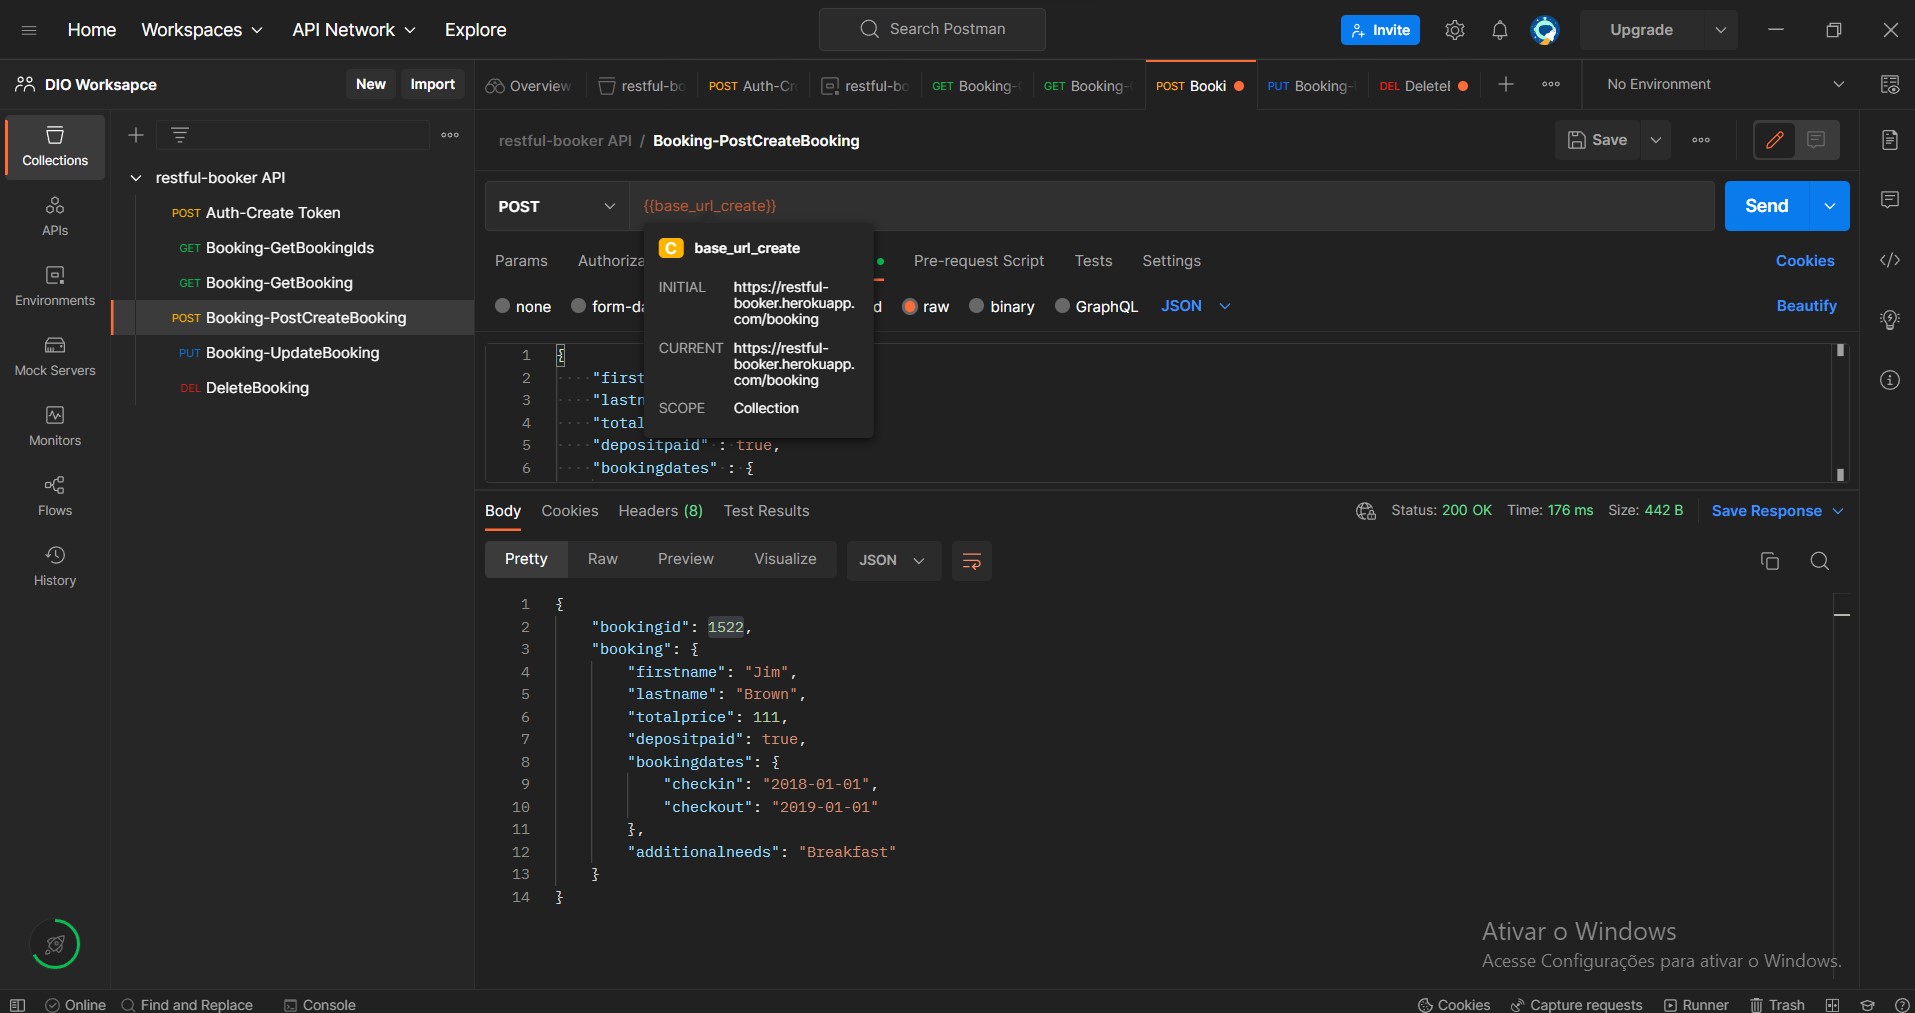 Home Workspaces API Network Explore Search Postman Invite Upgrade
DIO Worksapce New Import Overview restful-bo POST Auth-Cr restful-bo GET Booking- GET Booking- POST Booki PUT Booking- DEL DeleteI No Environment
Collections
APIs
Environments
Mock Servers
Monitors
Flows
History
restful-booker API
POST Auth-Create Token
GET Booking-GetBookingIds
GET Booking-GetBooking
POST Booking-PostCreateBooking
PUT Booking-UpdateBooking
DEL DeleteBooking
restful-booker API / Booking-PostCreateBooking Save
POST {{base_url_create}} Send
C base_url_create
INITIAL https://restful-
booker.herokuapp.
com/booking
CURRENT https://restful-
booker.herokuapp.
com/booking
SCOPE Collection
Params Authoriza Pre-request Script Tests Settings Cookies
none form-da d raw binary GraphQL JSON Beautify
1 {
2 "first
3 "lastn
4 "total
5 "depositpaid" : true,
6 "bookingdates" : {
Body Cookies Headers (8) Test Results Status: 200 OK Time: 176 ms Size: 442 B Save Response
Pretty Raw Preview Visualize JSON
1 {
2 "bookingid": 1522,
3 "booking": {
4 "firstname": "Jim",
5 "lastname": "Brown",
6 "totalprice": 111,
7 "depositpaid": true,
8 "bookingdates": {
9 "checkin": "2018-01-01",
10 "checkout": "2019-01-01"
11 },
12 "additionalneeds": "Breakfast"
13 }
14 }
Ativar o Windows
Acesse Configurações para ativar o Windows.
Online Find and Replace Console Cookies Capture requests Runner Trash